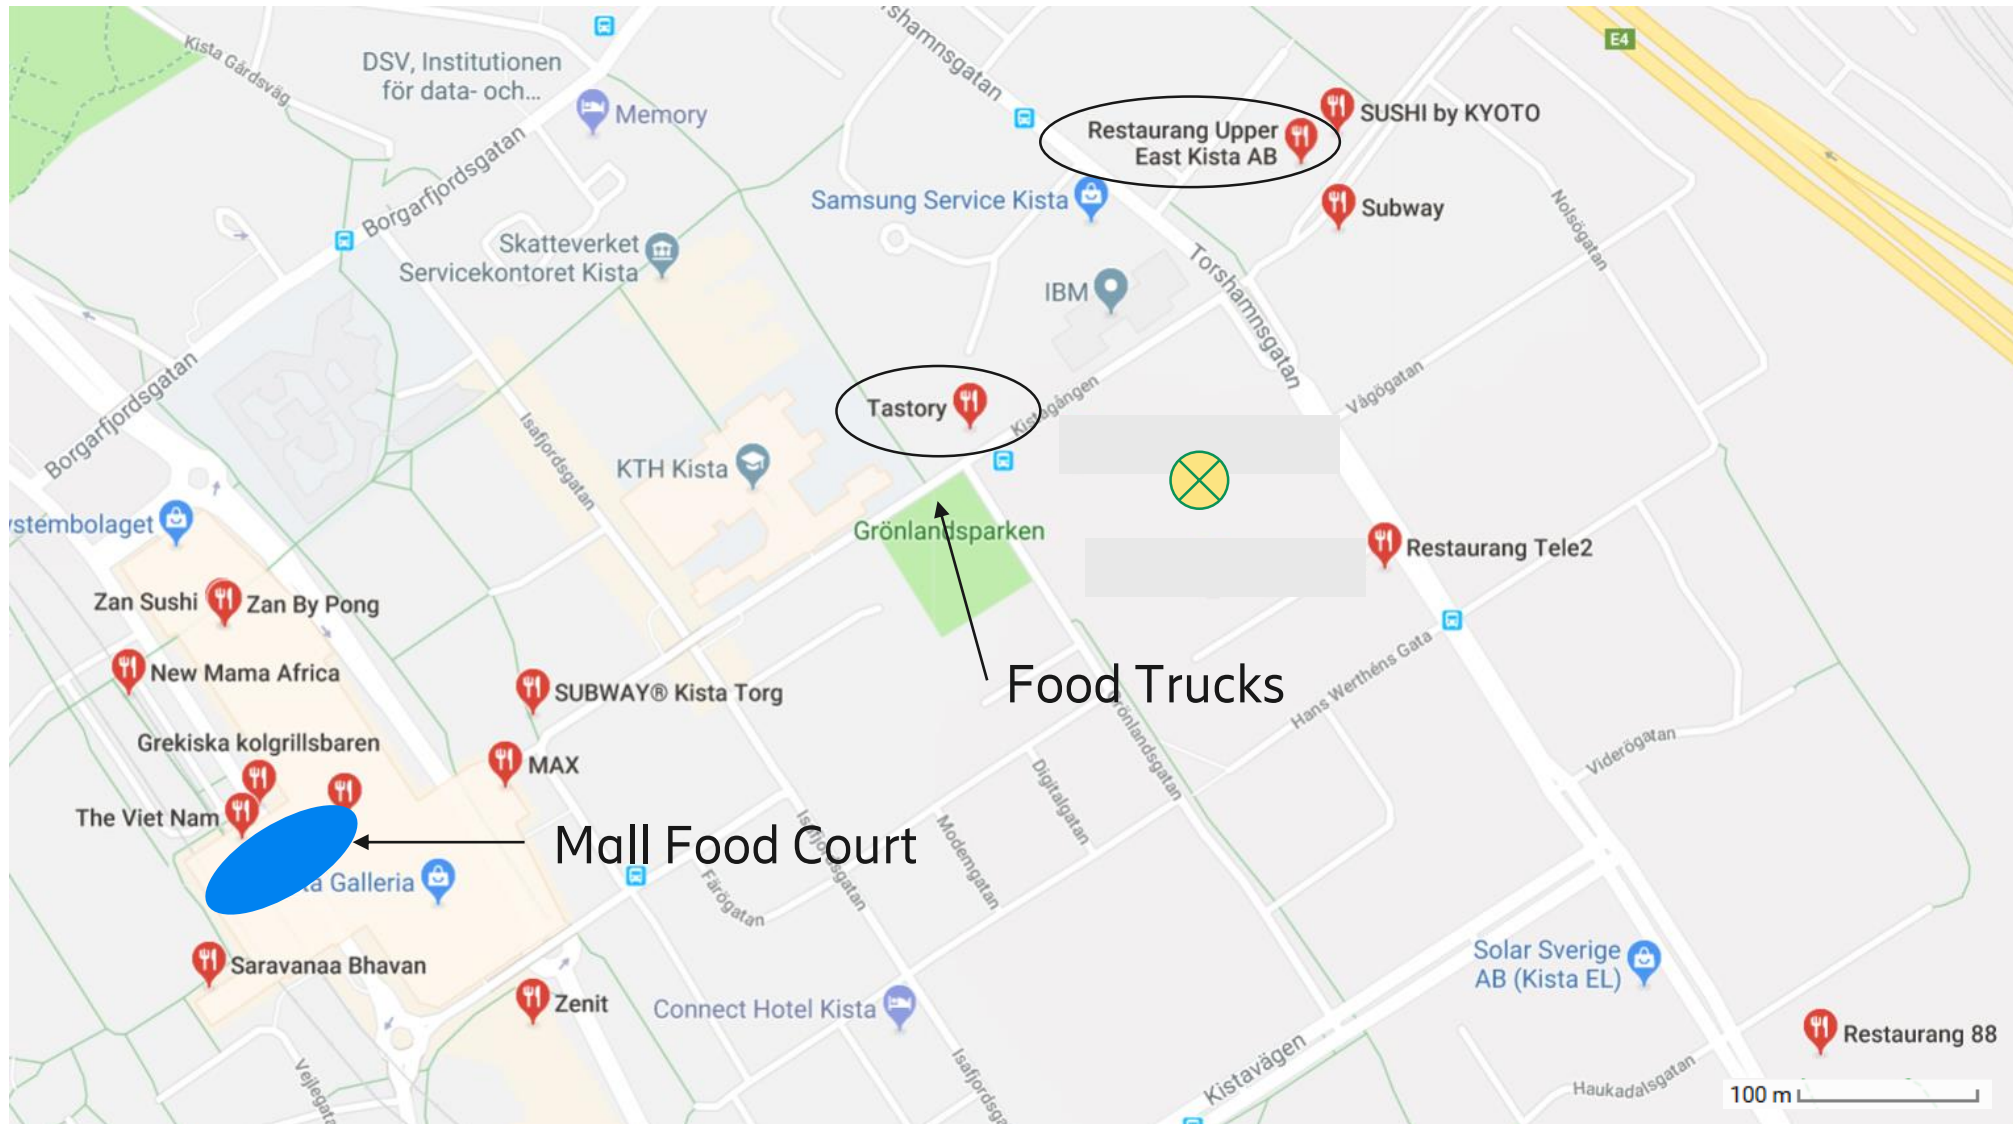 Kista Gårdsväg
DSV, Institutionen
för data- och...
Memory
Borgarfjordsgatan
shamnsgatan
E4
SUSHI by KYOTO
Restaurang Upper
East Kista AB
Samsung Service Kista
Subway
Nolsögatan
Skatteverket
Servicekontoret Kista
IBM
Torshamnsgatan
Borgarfjordsgatan
Isafjordsgatan
Tastory
Kistagången
Vågögatan
KTH Kista
Grönlandsparken
ystembolaget
Restaurang Tele2
Zan Sushi
Zan By Pong
New Mama Africa
SUBWAY® Kista Torg
Food Trucks
Grönlandsgatan
Hans Werthéns Gata
Viderögatan
Grekiska kolgrillsbaren
MAX
The Viet Nam
Mall Food Court
Isafjordsgatan
Digitalgatan
Modemgatan
Färögatan
a Galleria
Saravanaa Bhavan
Zenit
Connect Hotel Kista
Solar Sverige
AB (Kista EL)
Restaurang 88
Kistavägen
Isafjordsga
Vejlegat
Haukadalsgatan
100 m